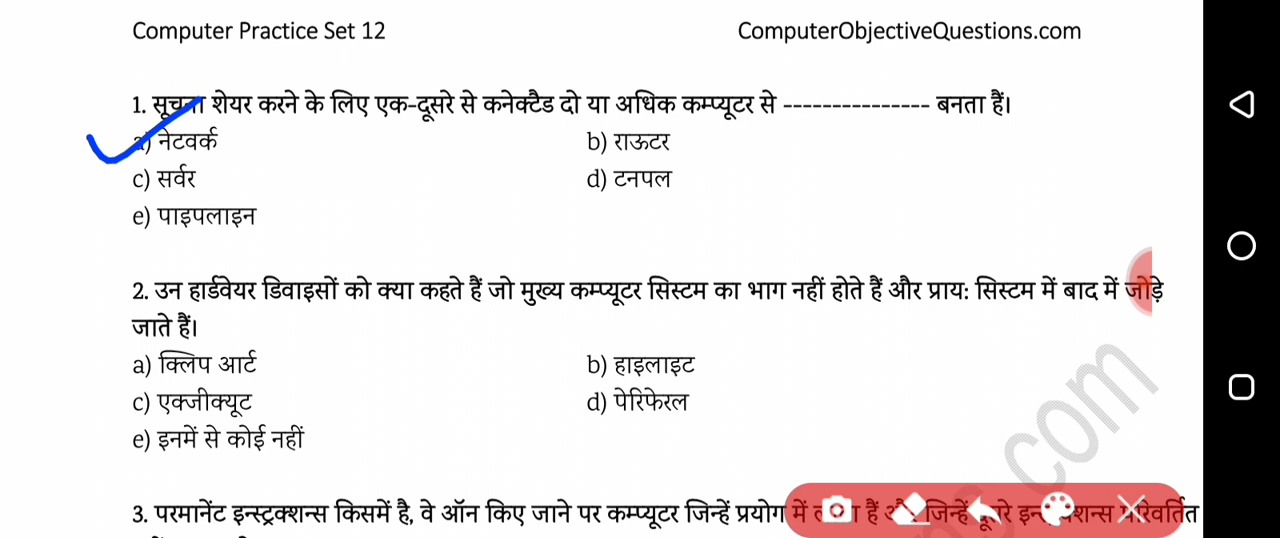 Computer Practice Set 12 ComputerObjectiveQuestions.com
1. सूचना शेयर करने के लिए एक-दूसरे से कनेक्टैड दो या अधिक कम्प्यूटर से --------------- बनता हैं।
a) नेटवर्क b) राऊटर
c) सर्वर d) टनपल
e) पाइपलाइन
2. उन हार्डवेयर डिवाइसों को क्या कहते हैं जो मुख्य कम्प्यूटर सिस्टम का भाग नहीं होते हैं और प्राय: सिस्टम में बाद में जोड़े
जाते हैं।
a) क्लिप आर्ट b) हाइलाइट
c) एक्जीक्यूट d) पेरिफेरल
e) इनमें से कोई नहीं
3. परमानेंट इन्स्ट्रक्शन्स किसमें है, वे ऑन किए जाने पर कम्प्यूटर जिन्हें प्रयोग में हैं जिन्हें
com